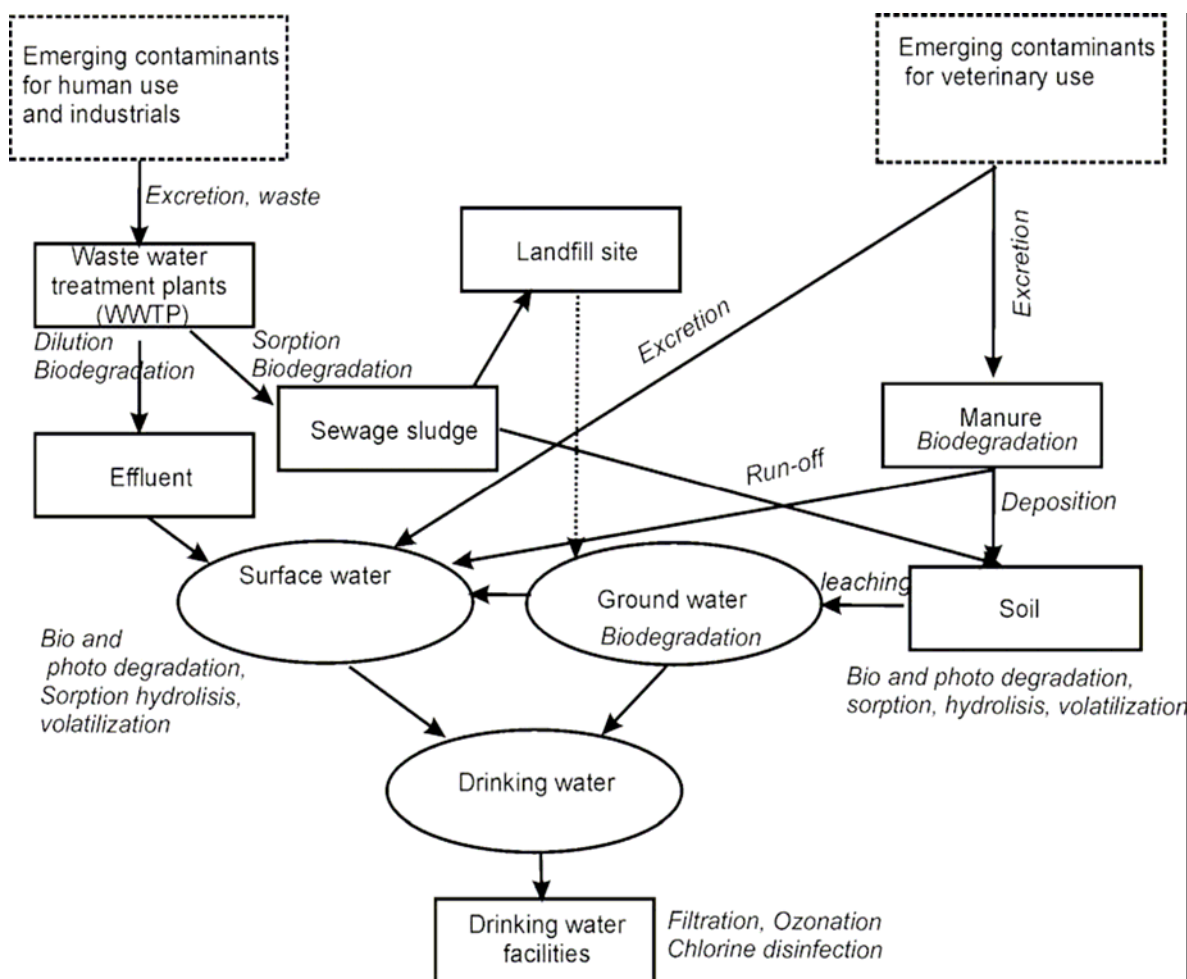 Emerging contaminants
for human use
and industrials
Emerging contaminants
for veterinary use
Excretion, waste
Waste water
treatment plants
(WWTP)
Landfill site
Excretion
Excretion
Dilution
Biodegradation
Sorption
Biodegradation
Sewage sludge
Manure
Biodegradation
Effluent
Run-off
Deposition
Surface water
Ground water
Biodegradation
leaching
Soil
Bio and
photo degradation,
Sorption hydrolisis,
volatilization
Bio and photo degradation,
sorption, hydrolisis, volatilization
Drinking water
Drinking water
facilities
Filtration, Ozonation
Chlorine disinfection